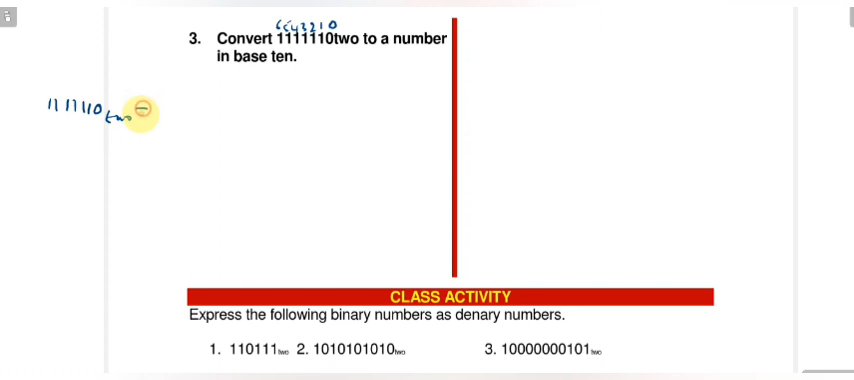 6543210
3. Convert 1111110two to a number
in base ten.
1111110two =
CLASS ACTIVITY
Express the following binary numbers as denary numbers.
1. 110111two 2. 1010101010two 3. 10000000101two